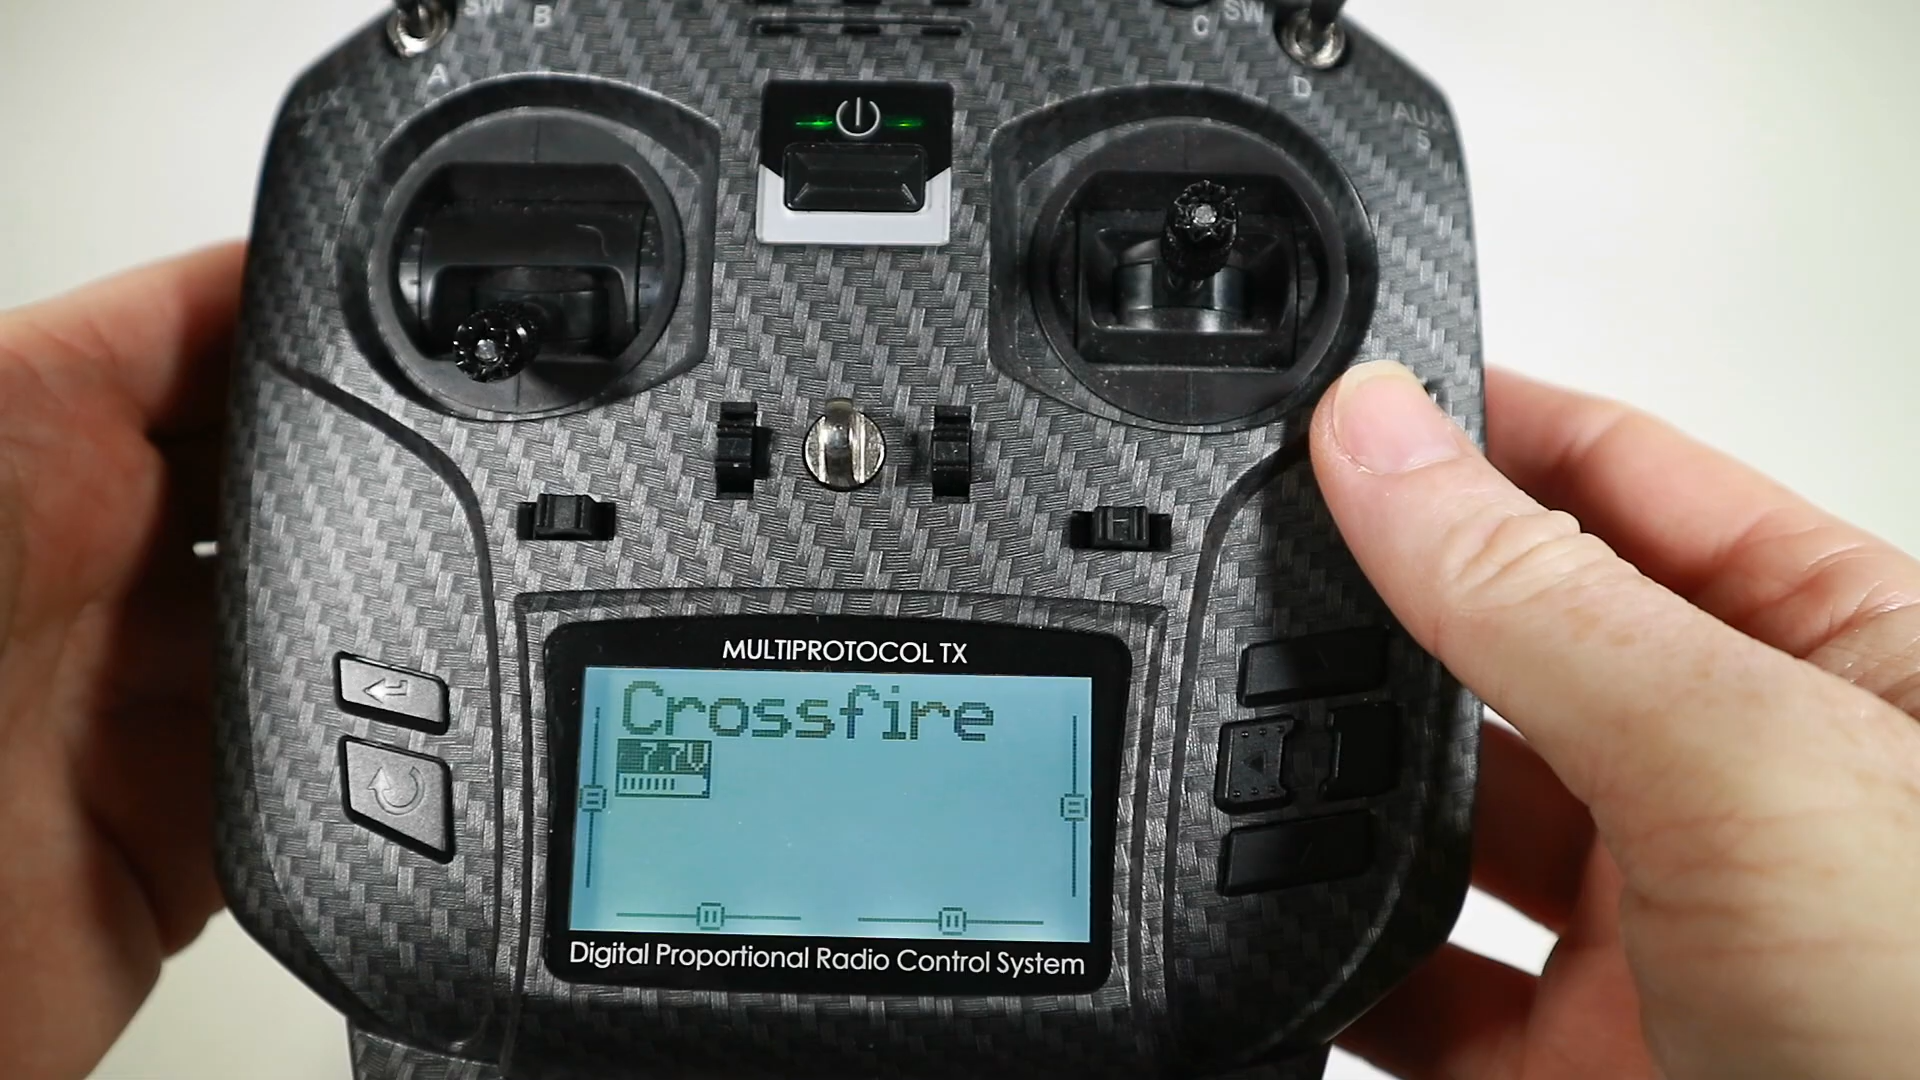 SW B
C SW
A
D
AUX
AUX
5
MULTIPROTOCOL TX
Crossfire
7.7V
Digital Proportional Radio Control System